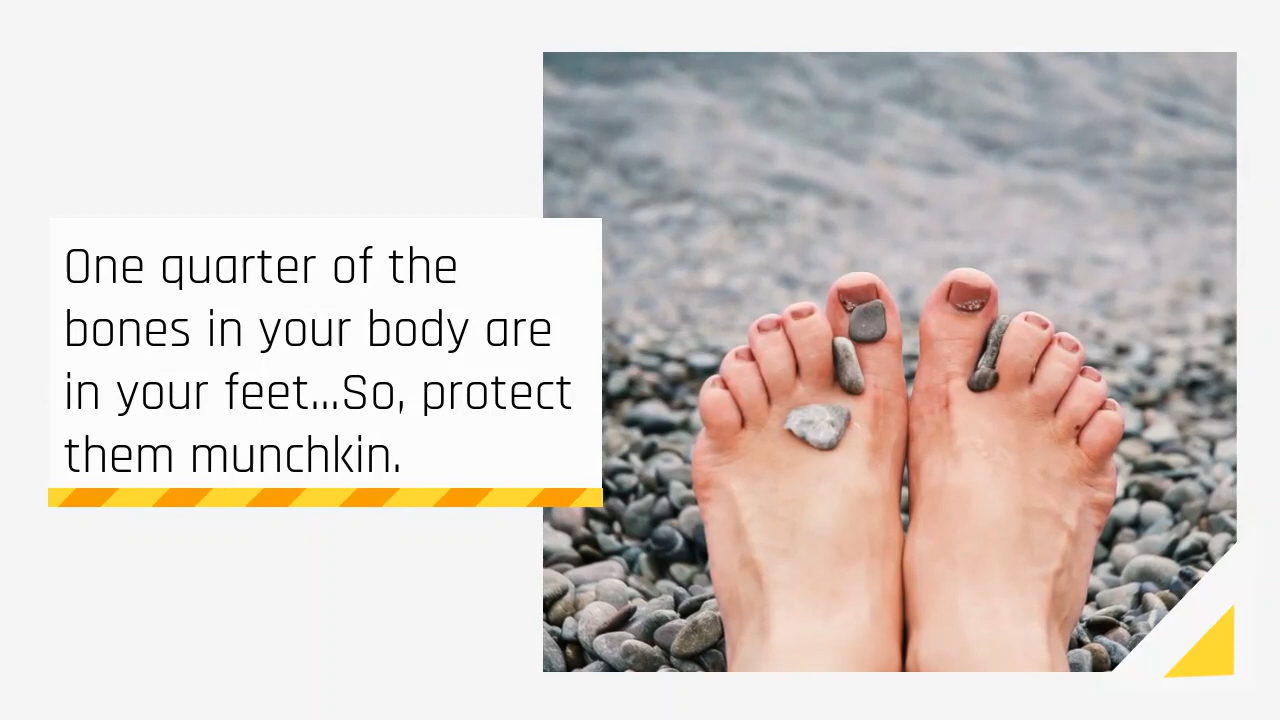 One quarter of the
bones in your body are
in your feet...So, protect
them munchkin.